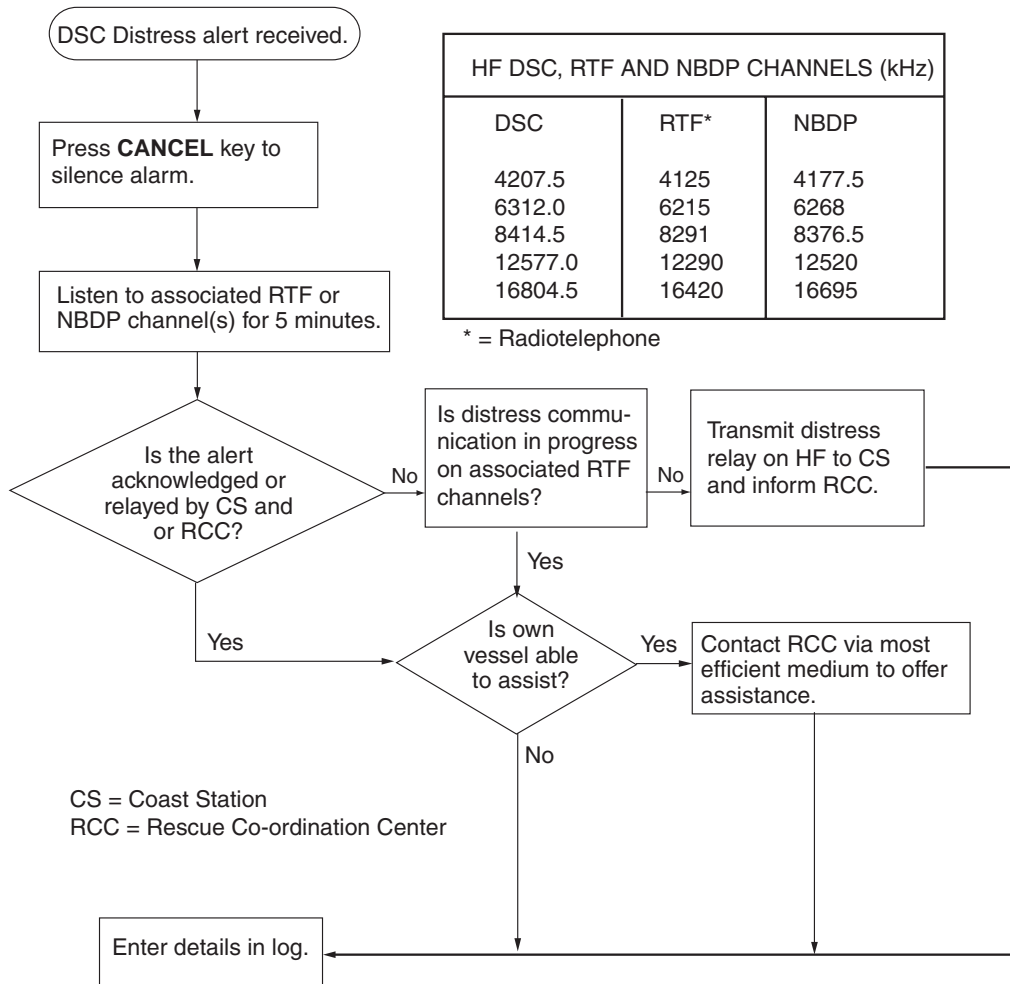 DSC Distress alert received.
Press CANCEL key to
silence alarm.
Listen to associated RTF or
NBDP channel(s) for 5 minutes.
HF DSC, RTF AND NBDP CHANNELS (kHz)
DSC RTF* NBDP
4207.5 4125 4177.5
6312.0 6215 6268
8414.5 8291 8376.5
12577.0 12290 12520
16804.5 16420 16695
* = Radiotelephone
Is the alert
acknowledged or
relayed by CS and
or RCC?
No
Is distress commu-
nication in progress
on associated RTF
channels?
No
Transmit distress
relay on HF to CS
and inform RCC.
Yes
Yes
Is own
vessel able
to assist?
Yes
Contact RCC via most
efficient medium to offer
assistance.
No
CS = Coast Station
RCC = Rescue Co-ordination Center
Enter details in log.